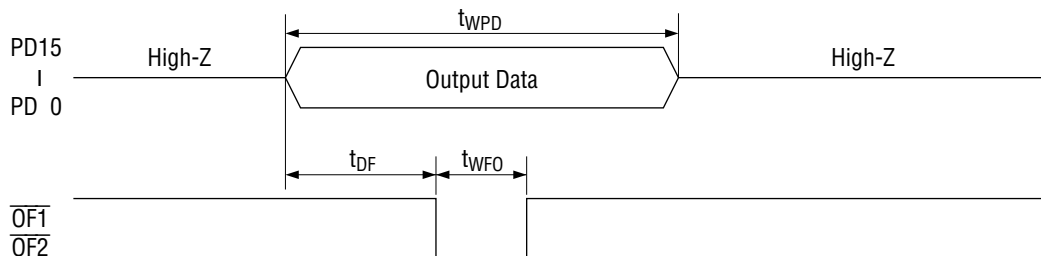 tWPD
PD15
High-Z
High-Z
I
Output Data
PD 0
tDF
tWFO
OF1
OF2